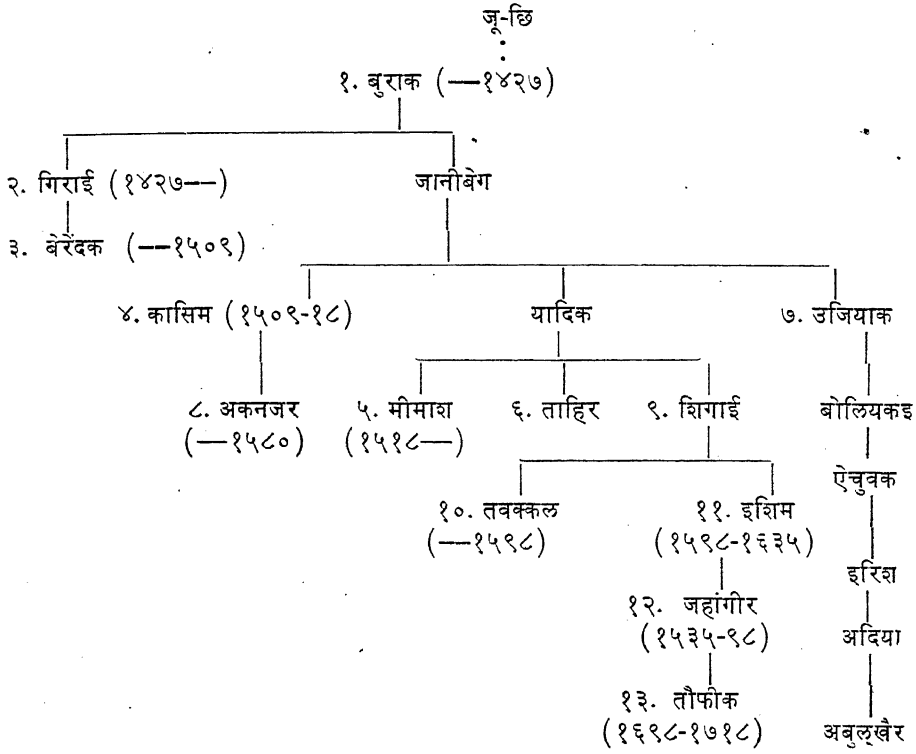 जू-छि
१. बुराक (—१४२७)
२. गिराई (१४२७—) जानीबेग
३. बेरेंदक (—१५०९)
४. कासिम (१५०९-१८) यादिक ७. उजियाक
८. अकनजर ५. मीमाश ६. ताहिर ९. शिगाई बोलियकइ
(—१५८०) (१५१८—)
ऐचुवक
१०. तवक्कल ११. इशिम
(—१५९८) (१५९८-१६३५)
इरिश
१२. जहांगीर
(१५३५-९८) अदिया
१३. तौफीक
(१६९८-१७१८) अबुलखैर